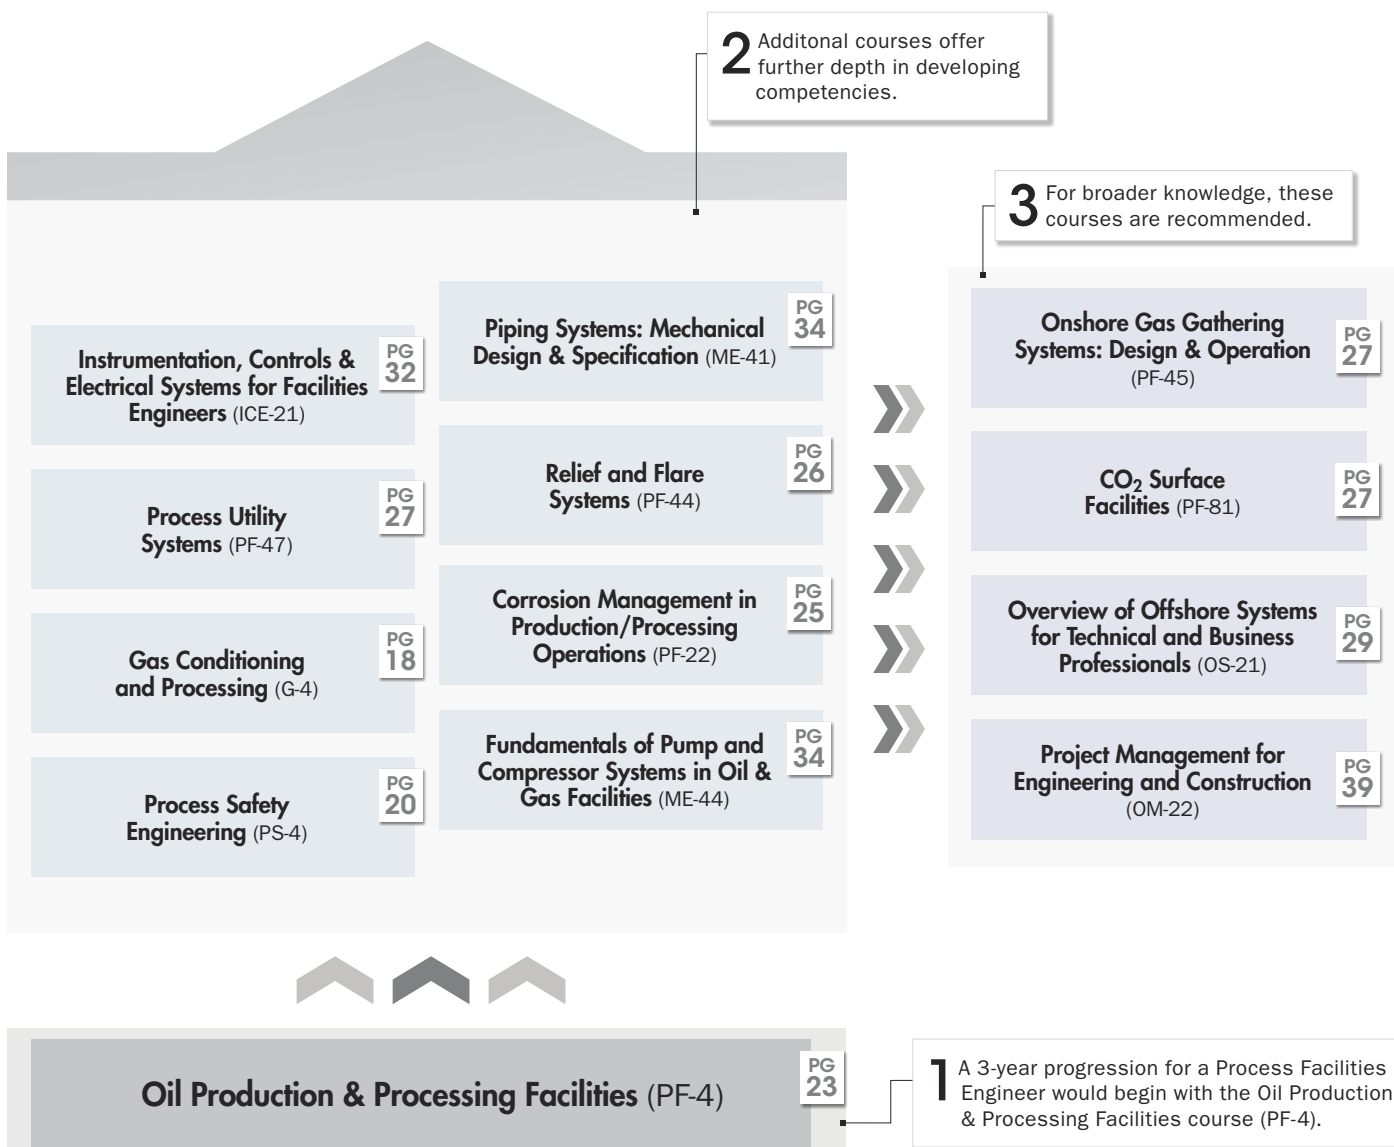 2 Additonal courses offer
further depth in developing
competencies.
3 For broader knowledge, these
courses are recommended.
Instrumentation, Controls &
Electrical Systems for Facilities
Engineers (ICE-21)
PG
32
Process Utility
Systems (PF-47)
PG
27
Gas Conditioning
and Processing (G-4)
PG
18
Process Safety
Engineering (PS-4)
PG
20
Piping Systems: Mechanical
Design & Specification (ME-41)
PG
34
Relief and Flare
Systems (PF-44)
PG
26
Corrosion Management in
Production/Processing
Operations (PF-22)
PG
25
Fundamentals of Pump and
Compressor Systems in Oil &
Gas Facilities (ME-44)
PG
34
Onshore Gas Gathering
Systems: Design & Operation
(PF-45)
PG
27
CO₂ Surface
Facilities (PF-81)
PG
27
Overview of Offshore Systems
for Technical and Business
Professionals (OS-21)
PG
29
Project Management for
Engineering and Construction
(OM-22)
PG
39
Oil Production & Processing Facilities (PF-4)
PG
23
1 A 3-year progression for a Process Facilities
Engineer would begin with the Oil Production
& Processing Facilities course (PF-4).